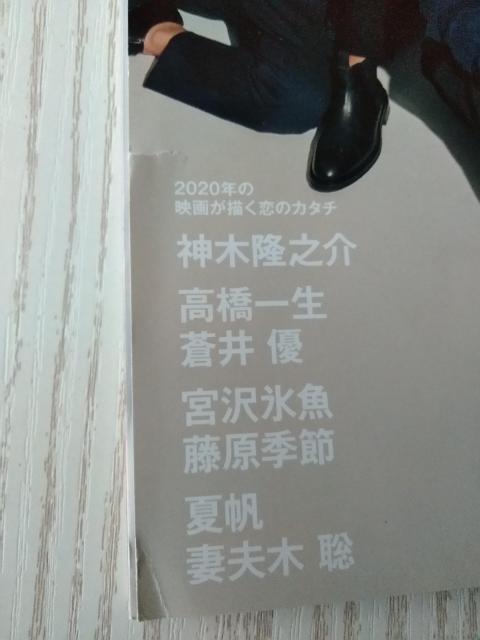 2020年の
映画が描く恋のカタチ
神木隆之介
高橋一生
蒼井 優
宮沢氷魚
藤原季節
夏帆
妻夫木 聡